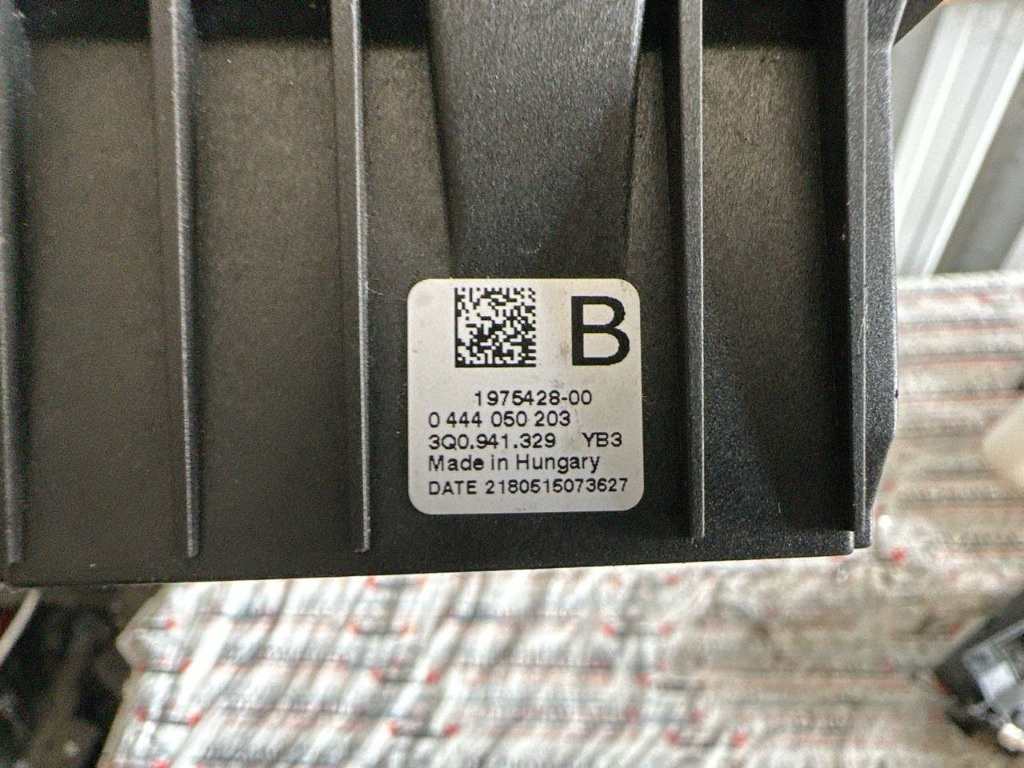 B
1975428-00
0 444 050 203
3Q0.941.329 YB3
Made in Hungary
DATE 2180515073627